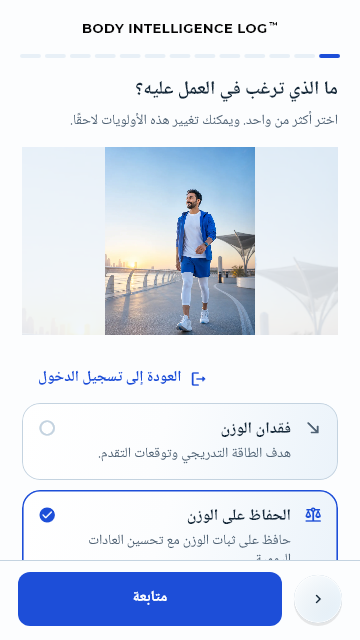 BODY INTELLIGENCE LOG™
ما الذي ترغب في العمل عليه؟
اختر أكثر من واحد. ويمكنك تغيير هذه الأولويات لاحقًا.
العودة إلى تسجيل الدخول
فقدان الوزن
هدف الطاقة التدريجي وتوقعات التقدم.
الحفاظ على الوزن
حافظ على ثبات الوزن مع تحسين العادات
متابعة